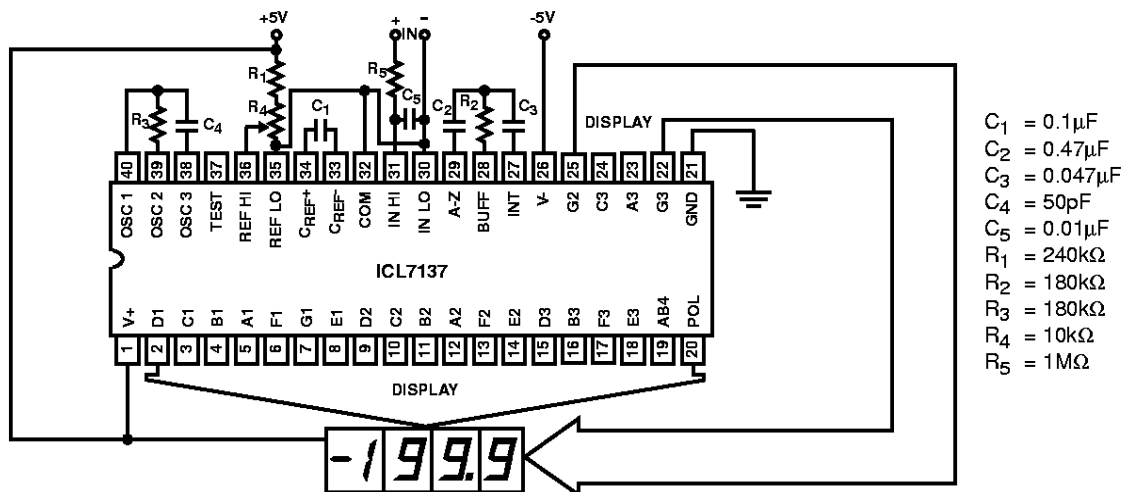 +5V
+ IN -
-5V
R1
R5
R4
C5
R3
C4
C1
C2
R2
C3
DISPLAY
40 39 38 37 36 35 34 33 32 31 30 29 28 27 26 25 24 23 22 21
OSC 1
OSC 2
OSC 3
TEST
REF HI
REF LO
CREF+
CREF-
COM
IN HI
IN LO
A-Z
BUFF
INT
V-
G2
C3
A3
G3
GND
ICL7137
V+
D1
C1
B1
A1
F1
G1
E1
D2
C2
B2
A2
F2
E2
D3
B3
F3
E3
AB4
POL
1 2 3 4 5 6 7 8 9 10 11 12 13 14 15 16 17 18 19 20
DISPLAY
-199.9
C1 = 0.1µF
C2 = 0.47µF
C3 = 0.047µF
C4 = 50pF
C5 = 0.01µF
R1 = 240kΩ
R2 = 180kΩ
R3 = 180kΩ
R4 = 10kΩ
R5 = 1MΩ